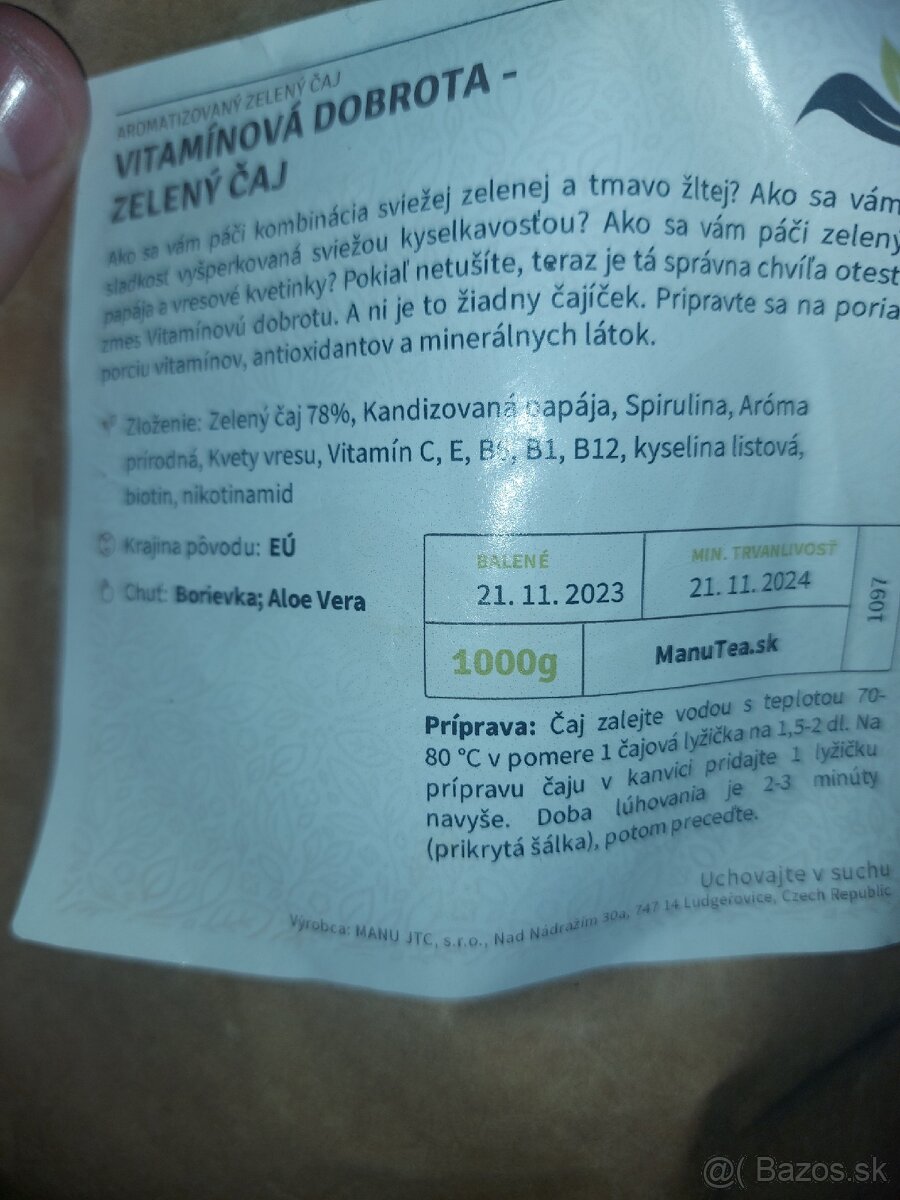 AROMATIZOVANÝ ZELENÝ ČAJ
VITAMÍNOVÁ DOBROTA -
ZELENÝ ČAJ
Ako sa vám páči kombinácia sviežej zelenej a tmavo žltej? Ako sa vám
sladkosť vyšperkovaná sviežou kyselkavosťou? Ako sa vám páči zelený
papája a vresové kvetinky? Pokiaľ netušíte, teraz je tá správna chvíľa otest
zmes Vitamínovú dobrotu. A ni je to žiadny čajíček. Pripravte sa na poria
porciu vitamínov, antioxidantov a minerálnych látok.
Zloženie: Zelený čaj 78%, Kandizovaná papája, Spirulina, Aróma
prírodná, Kvety vresu, Vitamín C, E, B1, B12, kyselina listová,
biotin, nikotinamid
Krajina pôvodu: EÚ
Chuť: Borievka; Aloe Vera
BALENÉ
21. 11. 2023
MIN. TRVANLIVOSŤ
21. 11. 2024
1097
1000g
ManuTea.sk
Príprava: Čaj zalejte vodou s teplotou 70-
80 °C v pomere 1 čajová lyžička na 1,5-2 dl. Na
prípravu čaju v kanvici pridajte 1 lyžičku
navyše. Doba lúhovania je 2-3 minúty
(prikrytá šálka), potom preceďte.
Uchovajte v suchu
Výrobca: MANU JTC, s.r.o., Nad Nádražím 30a, 747 14 Ludgeřovice, Czech Republic
@( Bazos.sk